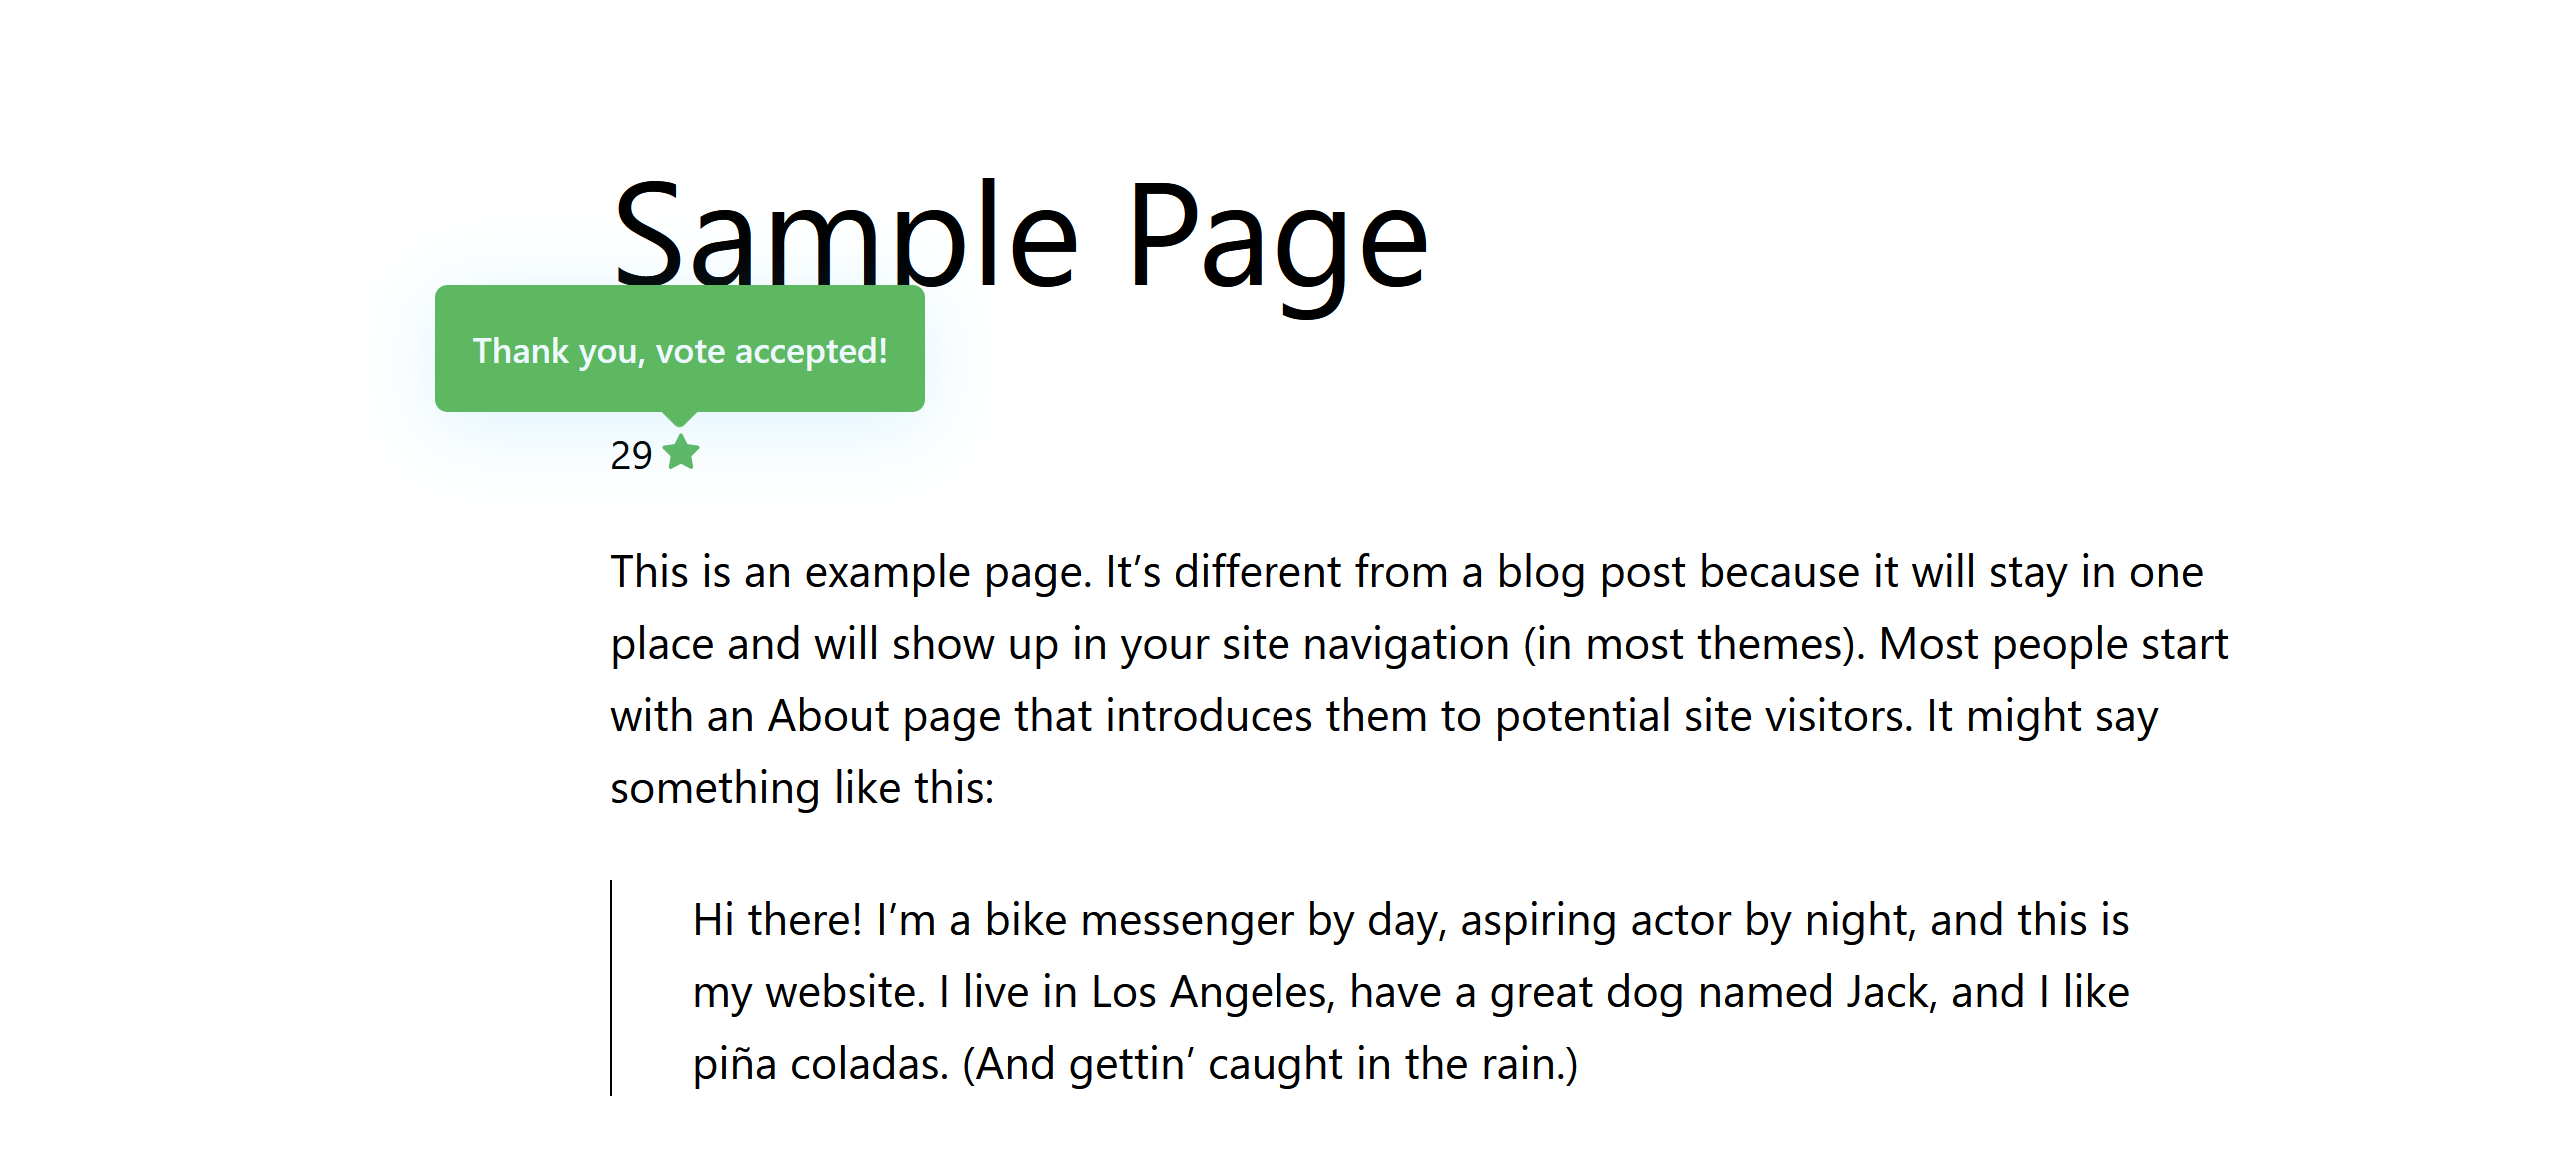 Sample Page
Thank you, vote accepted!
29
This is an example page. It’s different from a blog post because it will stay in one
place and will show up in your site navigation (in most themes). Most people start
with an About page that introduces them to potential site visitors. It might say
something like this:
Hi there! I’m a bike messenger by day, aspiring actor by night, and this is
my website. I live in Los Angeles, have a great dog named Jack, and I like
piña coladas. (And gettin’ caught in the rain.)